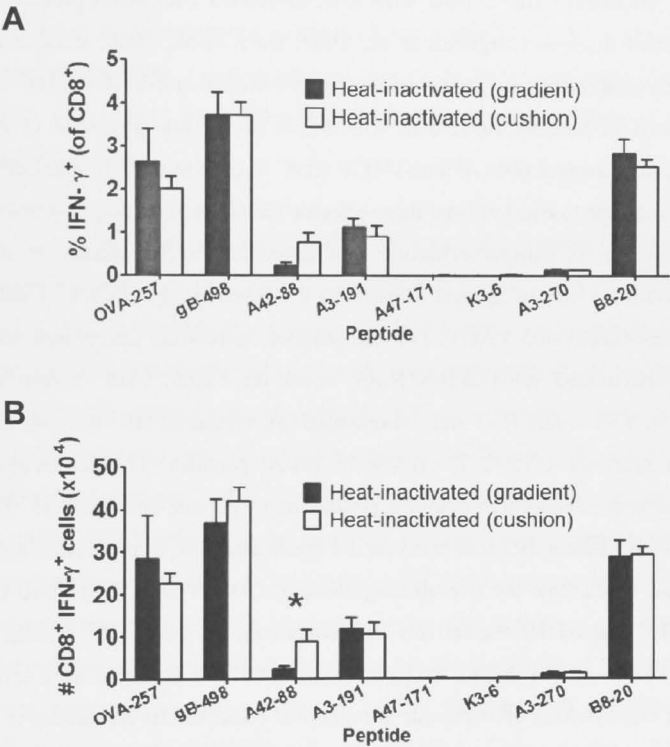 A
% IFN- γ (of CD8⁺)
5
4
3
2
1
0
Heat-inactivated (gradient)
Heat-inactivated (cushion)
OVA-257
gB-498
A42-88
A3-191
A47-171
K3-6
A3-270
B8-20
Peptide
B
# CD8⁺ IFN-γ⁺ cells (x10⁻⁴)
50
40
30
20
10
0
Heat-inactivated (gradient)
Heat-inactivated (cushion)
*
OVA-257
gB-498
A42-88
A3-191
A47-171
K3-6
A3-270
B8-20
Peptide